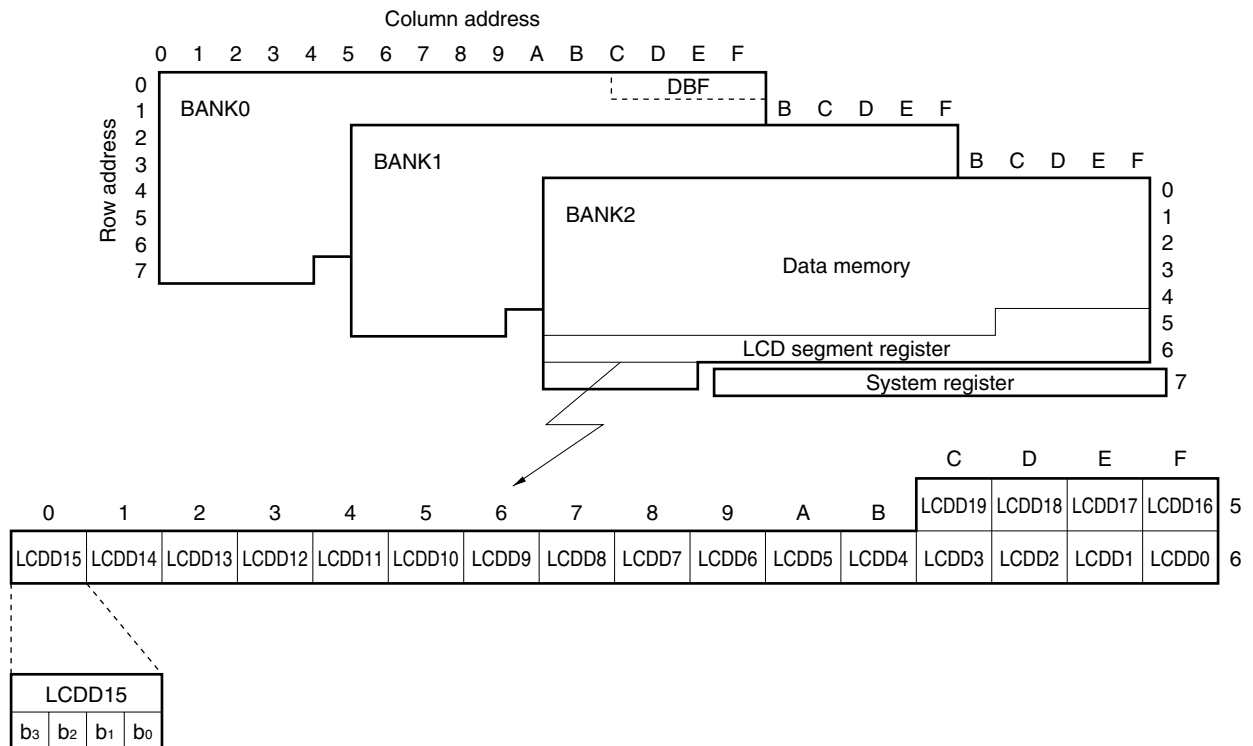 Column address
0 1 2 3 4 5 6 7 8 9 A B C D E F
Row address
0
1
2
3
4
5
6
7
BANK0
DBF
B C D E F
BANK1
B C D E F
BANK2
0
1
2
3
4
5
6
7
Data memory
LCD segment register
System register
C D E F
LCDD19 LCDD18 LCDD17 LCDD16 5
0 1 2 3 4 5 6 7 8 9 A B
LCDD15 LCDD14 LCDD13 LCDD12 LCDD11 LCDD10 LCDD9 LCDD8 LCDD7 LCDD6 LCDD5 LCDD4 LCDD3 LCDD2 LCDD1 LCDD0 6
LCDD15
b3 b2 b1 b0